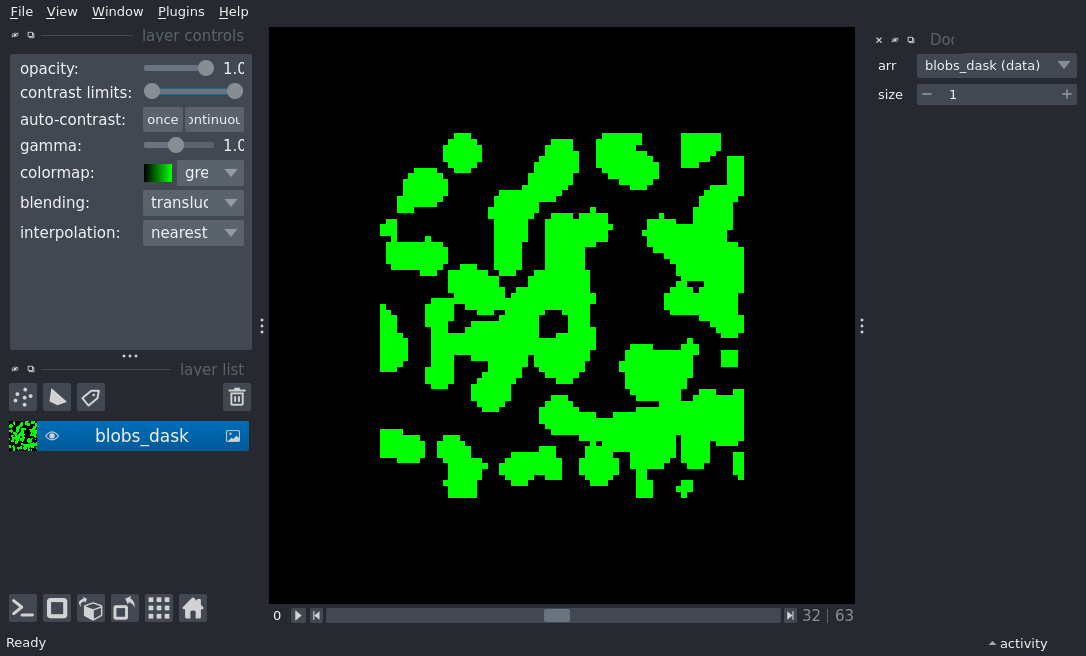 File View Window Plugins Help
layer controls
opacity: 1.0
contrast limits:
auto-contrast: once ontinuou
gamma: 1.0
colormap: gre
blending: transluc
interpolation: nearest
layer list
blobs_dask
0 32 | 63
Ready
Doc
arr blobs_dask (data)
size − 1 +
activity